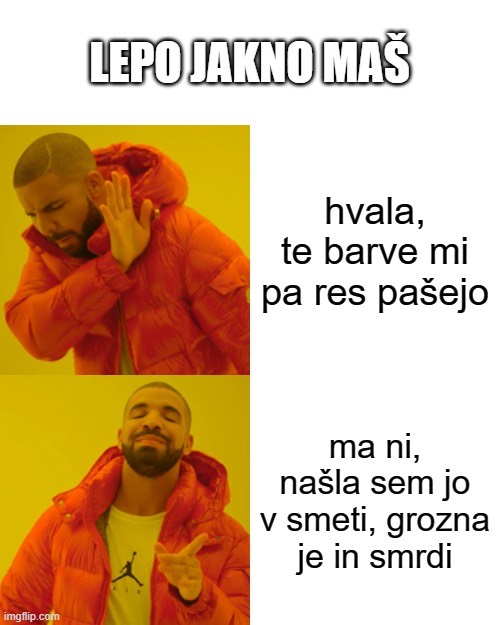 LEPO JAKNO MAŠ
hvala,
te barve mi
pa res pašejo
ma ni,
našla sem jo
v smeti, grozna
je in smrdi
imgflip.com